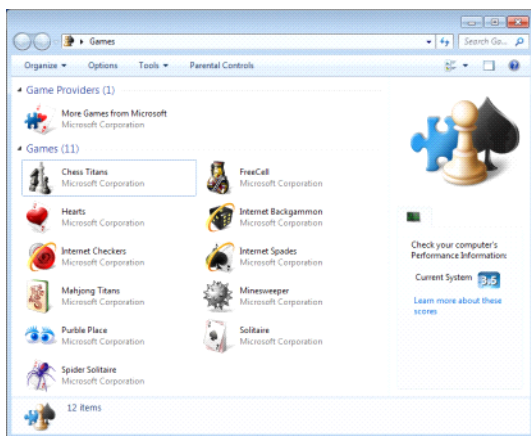 Games
Search Ga...
Organize
Options
Tools
Parental Controls
Game Providers (1)
More Games from Microsoft
Microsoft Corporation
Games (11)
Chess Titans
Microsoft Corporation
FreeCell
Microsoft Corporation
Hearts
Microsoft Corporation
Internet Backgammon
Microsoft Corporation
Internet Checkers
Microsoft Corporation
Internet Spades
Microsoft Corporation
Mahjong Titans
Microsoft Corporation
Minesweeper
Microsoft Corporation
Purble Place
Microsoft Corporation
Solitaire
Microsoft Corporation
Spider Solitaire
Microsoft Corporation
Check your computer's
Performance Information:
Current System 3,5
Learn more about these
scores
12 items